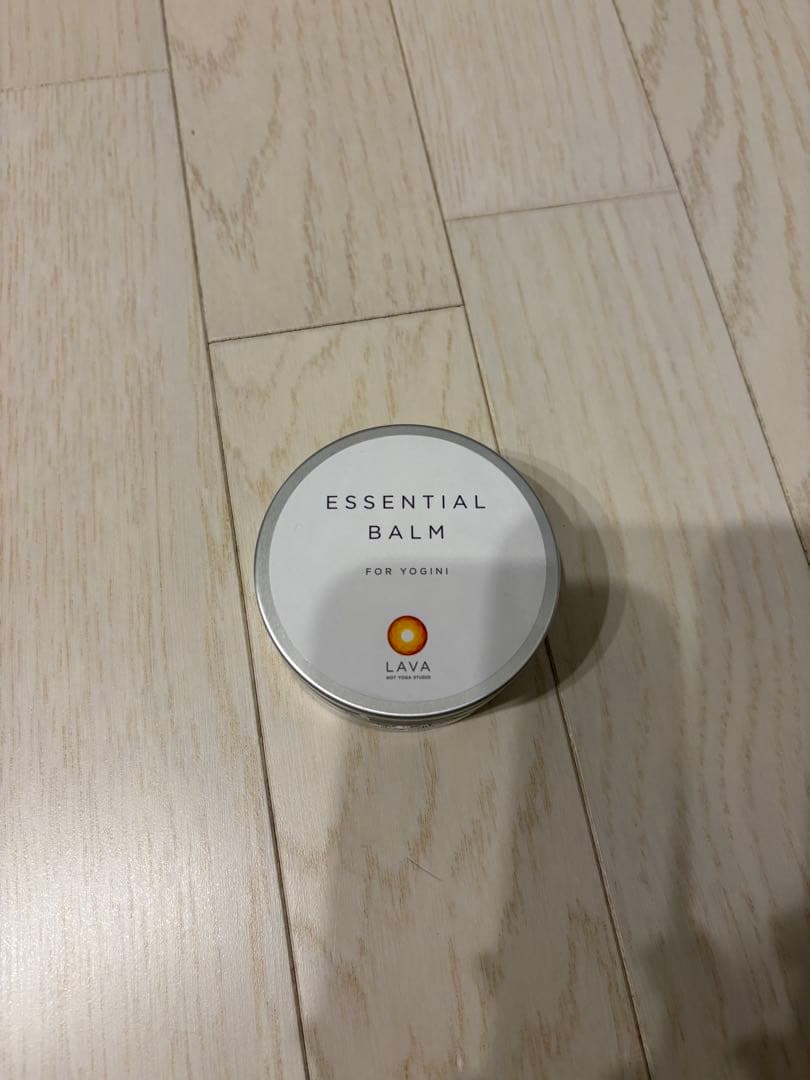 ESSENTIAL
BALM
FOR YOGINI
LAVA
HOT YOGA STUDIO